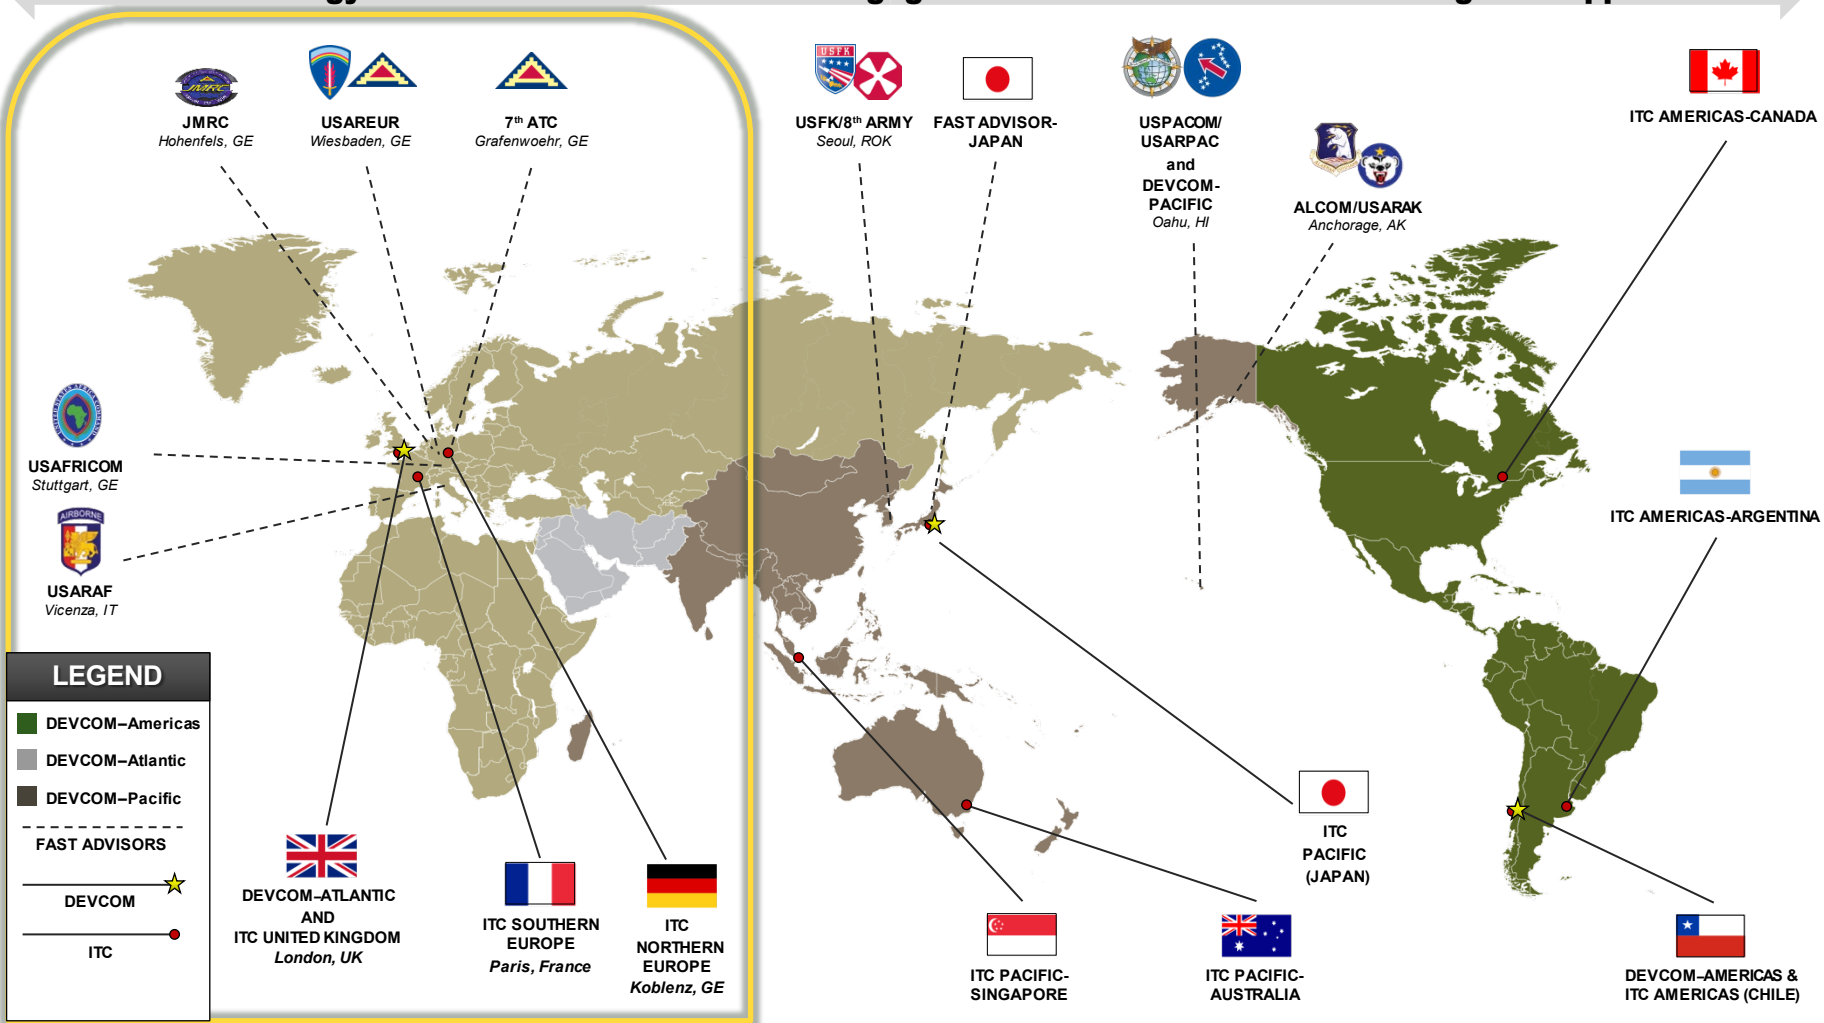 JMRC
JMRC
Hohenfels, GE
USAREUR
Wiesbaden, GE
7th ATC
Grafenwoehr, GE
USFK
USFK/8th ARMY
Seoul, ROK
FAST ADVISOR-
JAPAN
USPACOM/
USARPAC
and
DEVCOM-
PACIFIC
Oahu, HI
ALCOM/USARAK
Anchorage, AK
ITC AMERICAS-CANADA
USAFRICOM
Stuttgart, GE
AIRBORNE
USARAF
Vicenza, IT
ITC AMERICAS-ARGENTINA
LEGEND
DEVCOM–Americas
DEVCOM–Atlantic
DEVCOM–Pacific
FAST ADVISORS
DEVCOM
ITC
DEVCOM–ATLANTIC
AND
ITC UNITED KINGDOM
London, UK
ITC SOUTHERN
EUROPE
Paris, France
ITC
NORTHERN
EUROPE
Koblenz, GE
ITC PACIFIC-
SINGAPORE
ITC PACIFIC-
AUSTRALIA
ITC
PACIFIC
(JAPAN)
DEVCOM–AMERICAS &
ITC AMERICAS (CHILE)